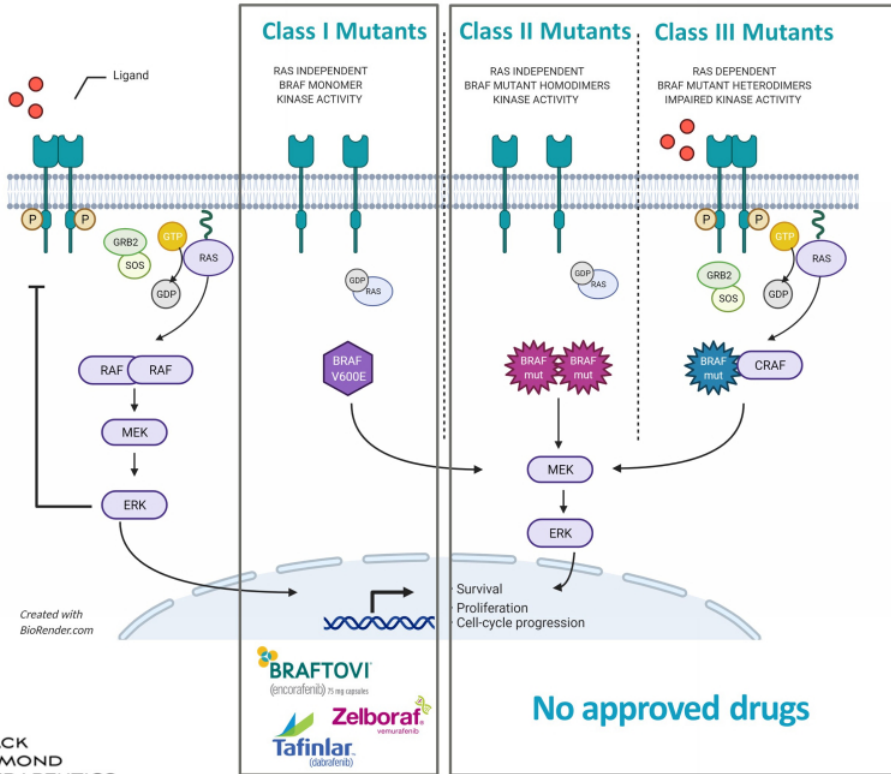 Class I Mutants
Class II Mutants
Class III Mutants
RAS INDEPENDENT
BRAF MONOMER
KINASE ACTIVITY
RAS INDEPENDENT
BRAF MUTANT HOMODIMERS
KINASE ACTIVITY
RAS DEPENDENT
BRAF MUTANT HETERODIMERS
IMPAIRED KINASE ACTIVITY
Ligand
P
P
GRB2
SOS
GTP
RAS
GDP
GDP
RAS
GDP
RAS
P
P
GRB2
SOS
GTP
RAS
GDP
RAF
RAF
BRAF
V600E
BRAF
mut
BRAF
mut
BRAF
mut
CRAF
MEK
MEK
ERK
ERK
Survival
Proliferation
Cell-cycle progression
Created with
BioRender.com
BRAFTOVI
(encorafenib) 75 mg capsules
Zelboraf®
vemurafenib
Tafinlar
(dabrafenib)
No approved drugs
ACK
MOND